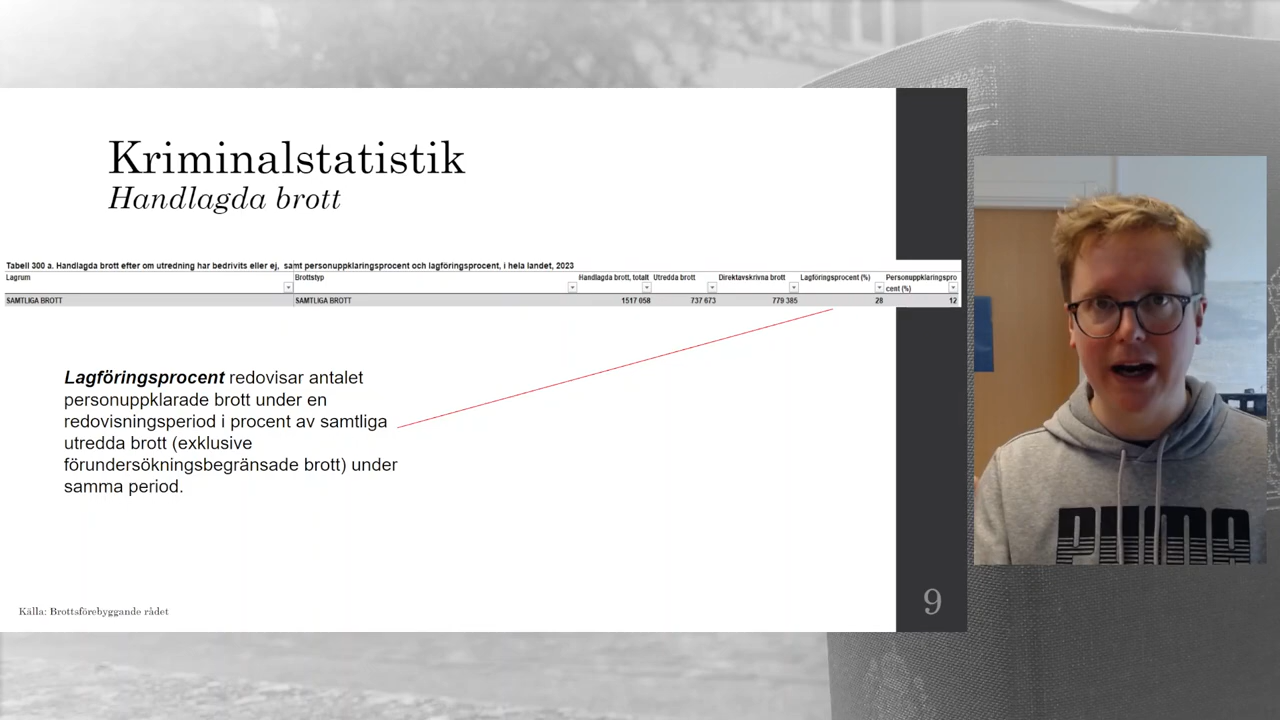 Kriminalstatistik
Handlagda brott
Tabell 300 a. Handlagda brott efter om utredning har bedrivits eller ej, samt personuppklaringsprocent och lagföringsprocent, i hela landet, 2023
Lagrum Brottstyp Handlagda brott, totalt Utredda brott Direktavskrivna brott Lagföringsprocent (%) Personuppklaringspro
cent (%)
SAMTLIGA BROTT SAMTLIGA BROTT 1517 058 737 673 779 385 28 12
Lagföringsprocent redovisar antalet
personuppklarade brott under en
redovisningsperiod i procent av samtliga
utredda brott (exklusive
förundersökningsbegränsade brott) under
samma period.
Källa: Brottsförebyggande rådet
9
PUMA